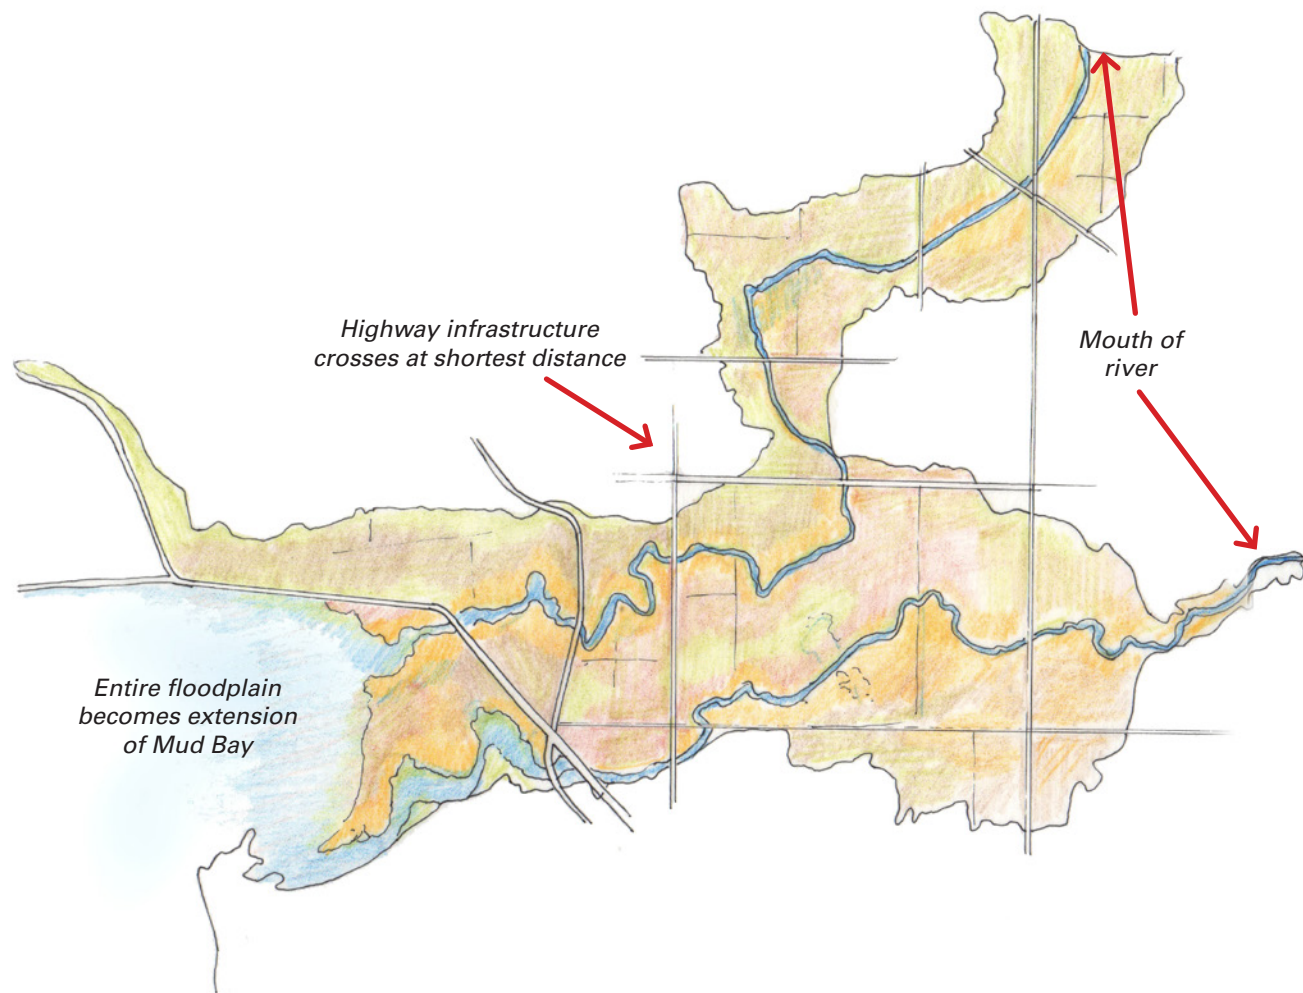 Highway infrastructure
crosses at shortest distance
Mouth of
river
Entire floodplain
becomes extension
of Mud Bay